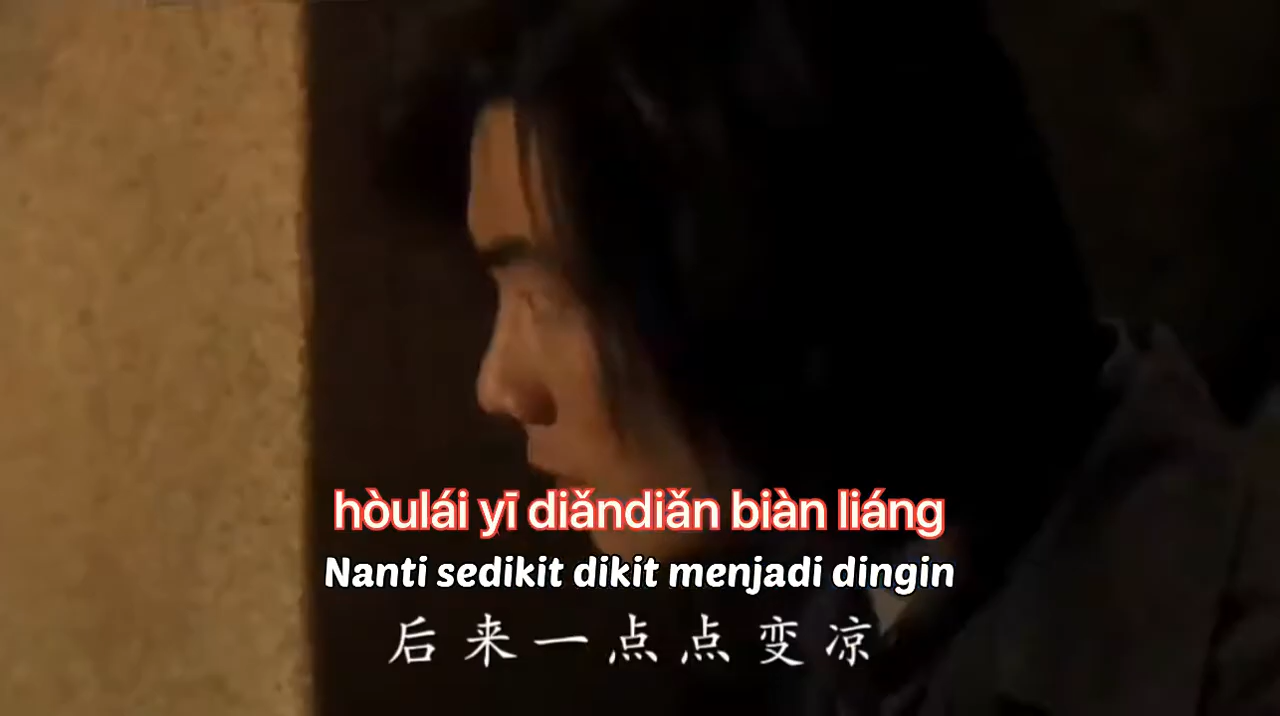 hòulái yī diǎndiǎn biàn liáng
Nanti sedikit dikit menjadi dingin
后来一点点变凉